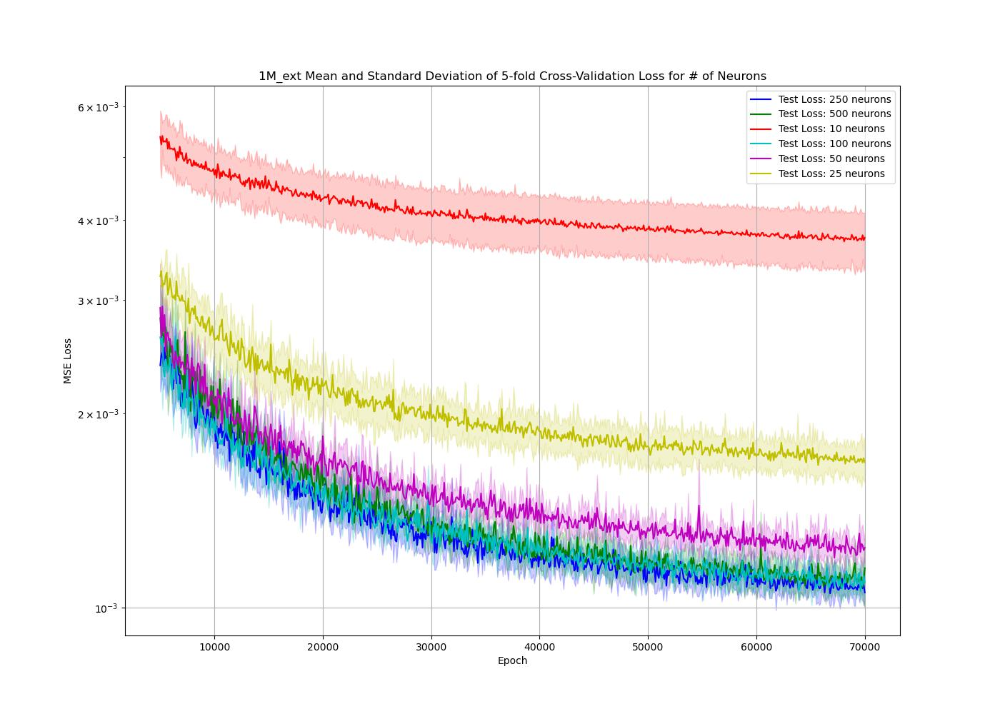 1M_ext Mean and Standard Deviation of 5-fold Cross-Validation Loss for # of Neurons
6 × 10⁻³
4 × 10⁻³
3 × 10⁻³
2 × 10⁻³
10⁻³
MSE Loss
Test Loss: 250 neurons
Test Loss: 500 neurons
Test Loss: 10 neurons
Test Loss: 100 neurons
Test Loss: 50 neurons
Test Loss: 25 neurons
10000 20000 30000 40000 50000 60000 70000
Epoch